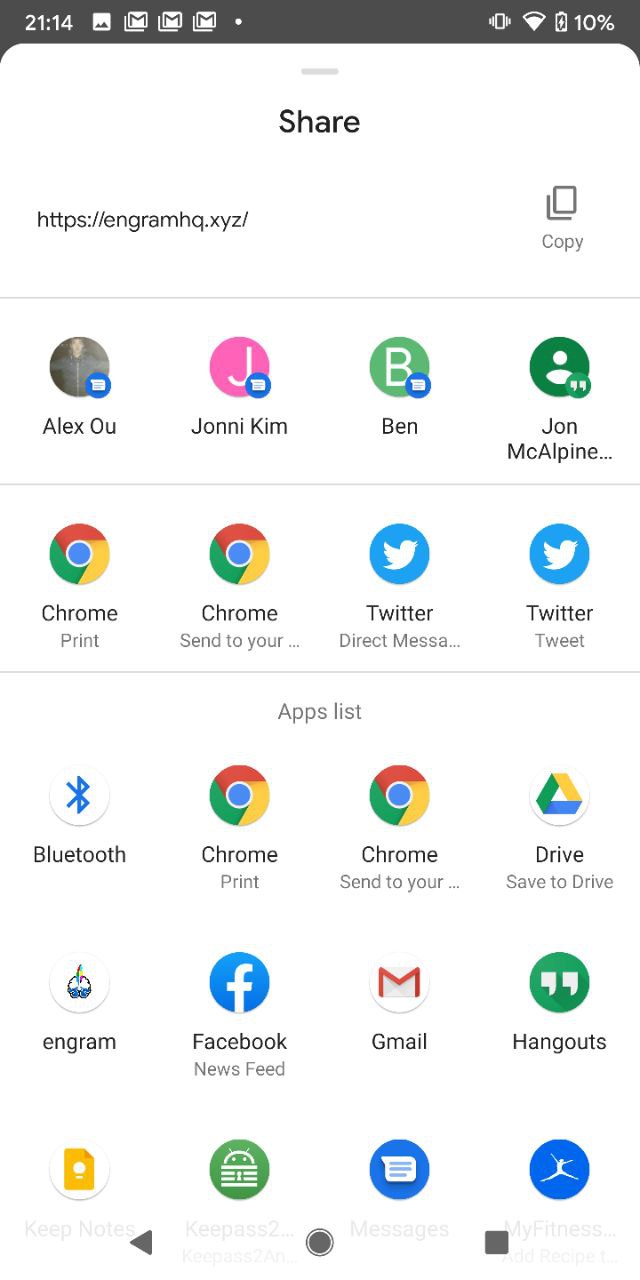 21:14
10%
Share
https://engramhq.xyz/
Copy
Alex Ou
Jonni Kim
Ben
Jon
McAlpine…
J
B
Chrome
Print
Chrome
Send to your …
Twitter
Direct Messa…
Twitter
Tweet
Apps list
Bluetooth
Chrome
Print
Chrome
Send to your …
Drive
Save to Drive
engram
Facebook
News Feed
Gmail
Hangouts
Keep Notes
Keepass2…
Keepass2An…
Messages
MyFitness…
Add Recipe t…